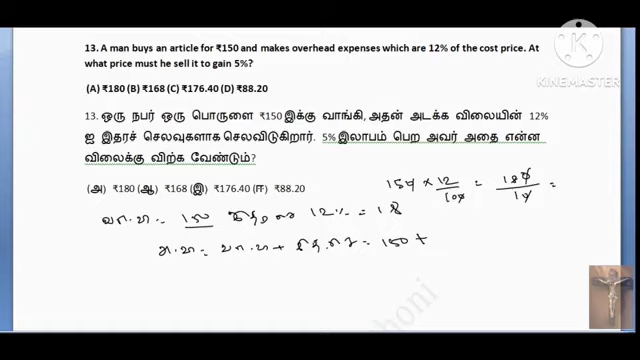 13. A man buys an article for ₹150 and makes overhead expenses which are 12% of the cost price. At
what price must he sell it to gain 5%?
(A) ₹180 (B) ₹168 (C) ₹176.40 (D) ₹88.20
13. ஒரு நபர் ஒரு பொருளை ₹150 இக்கு வாங்கி, அதன் அடக்க விலையின் 12%
ஐ இதரச் செலவுகளாக செலவிடுகிறார். 5% இலாபம் பெற அவர் அதை என்ன
விலைக்கு விற்க வேண்டும்?
(அ) ₹180 (ஆ) ₹168 (இ) ₹176.40 (ஈ) ₹88.20
150 × 12/100 = 180/10 =
= 150 12% = 18
= + = 150 +
KINEMASTER